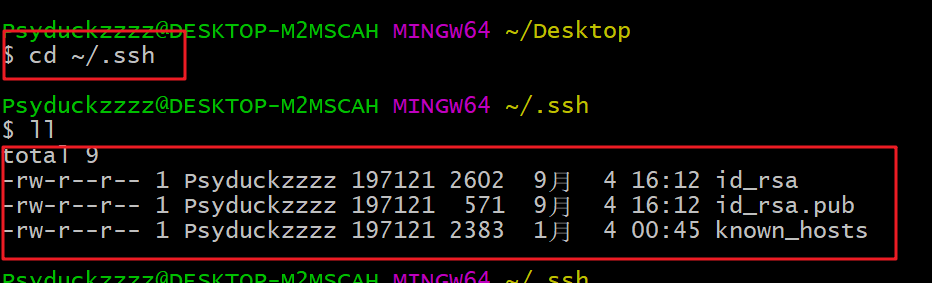 Psyduckzzzz@DESKTOP-M2MSCAH MINGW64 ~/Desktop
$ cd ~/.ssh
Psyduckzzzz@DESKTOP-M2MSCAH MINGW64 ~/.ssh
$ ll
total 9
-rw-r--r-- 1 Psyduckzzzz 197121 2602  9月  4 16:12 id_rsa
-rw-r--r-- 1 Psyduckzzzz 197121  571  9月  4 16:12 id_rsa.pub
-rw-r--r-- 1 Psyduckzzzz 197121 2383  1月  4 00:45 known_hosts
Psyduckzzzz@DESKTOP-M2MSCAH MINGW64 ~/.ssh